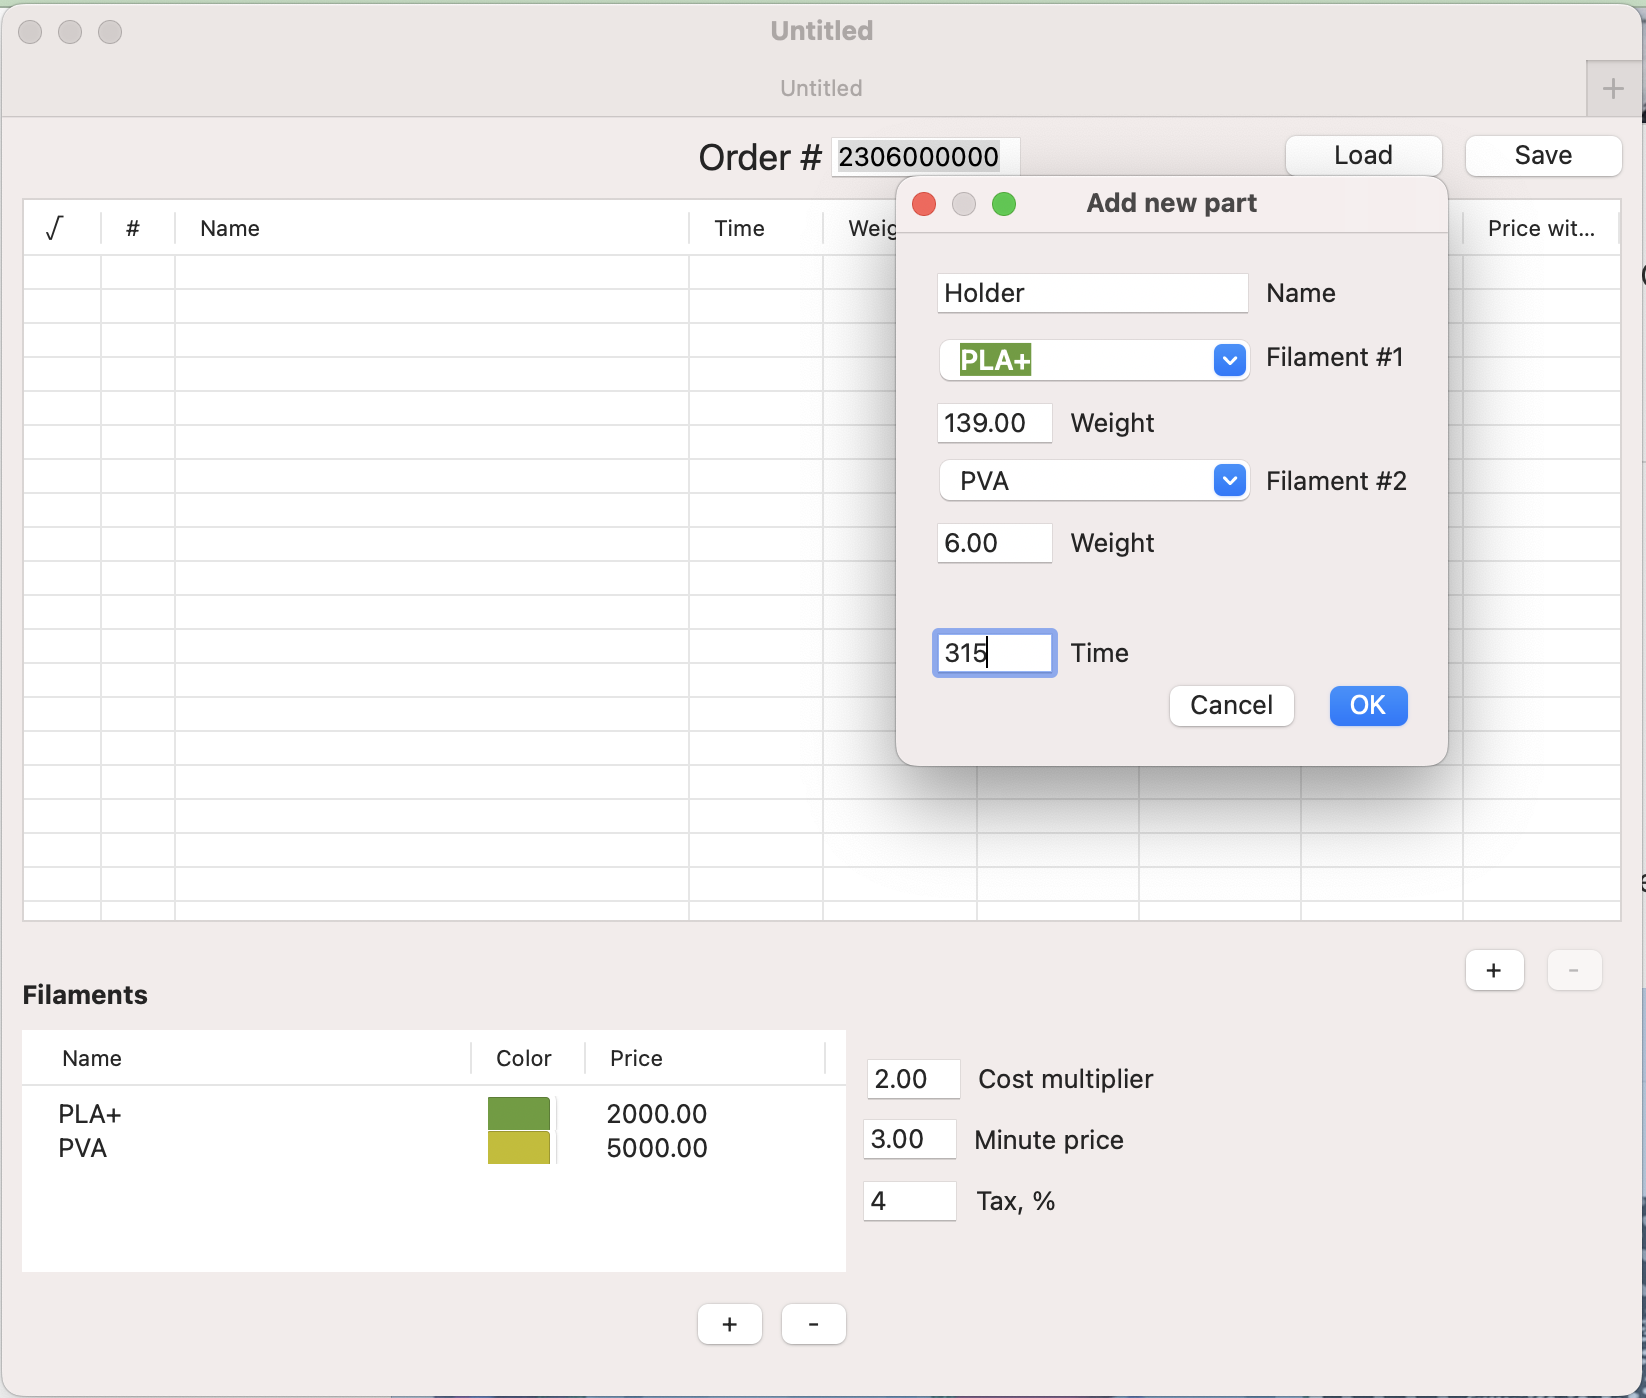 Untitled
Untitled
+
Order # 2306000000
Load
Save
√ # Name Time Weig Price wit...
Add new part
Holder Name
PLA+ Filament #1
139.00 Weight
PVA Filament #2
6.00 Weight
315 Time
Cancel OK
+ -
Filaments
Name Color Price
PLA+ 2000.00
PVA 5000.00
2.00 Cost multiplier
3.00 Minute price
4 Tax, %
+ -